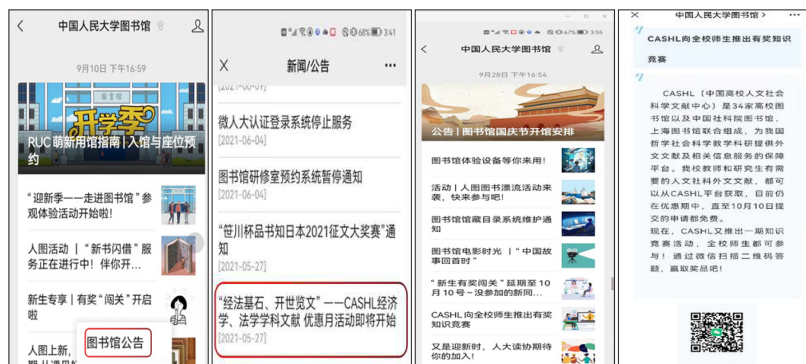 中国人民大学图书馆
9月10日 下午16:59
开学季
RUC 萌新用馆指南 | 入馆与座位预
约
“迎新季——走进图书馆”参
观体验活动开始啦!
人图活动 | “新书闪借”服
务正在进行中!伴你开...
新生专享 | 有奖“闯关”开启
啦
人图上新,
图书馆公告
68% 3:41
新闻/公告
[2021-06-09]
微人大认证登录系统停止服务
[2021-06-04]
图书馆研修室预约系统暂停通知
[2021-06-04]
“笹川杯品书知日本2021征文大奖赛”通
知
[2021-05-27]
“经法基石、开世览文” ——CASHL经济
学、法学学科文献 优惠月活动即将开始
[2021-05-27]
67% 3:55
中国人民大学图书馆
9月28日 下午16:54
公告 | 图书馆国庆节开馆安排
图书馆体验设备等你来用!
活动 | 人图图书漂流活动来
袭,快来参与吧!
图书馆馆藏目录系统维护通
知
图书馆电影时光 | “中国故
事回首时”
“新生有奖闯关”延期至10
月10号~没参加的新同...
CASHL向全校师生推出有奖
知识竞赛
又是迎新时,人大读协期待
你的加入!
中国人民大学图书馆 >
CASHL向全校师生推出有奖知识
竞赛
CASHL(中国高校人文社会
科学文献中心)是34家高校图
书馆以及中国社科院图书馆、
上海图书馆联合组成,为我国
哲学社会科学教学科研提供外
文文献及相关信息服务的保障
平台。我校教师和研究生有需
要的人文社科外文文献,都可
以从CASHL平台获取,目前仍
在优惠期中,直至10月10日提
交的申请都免费。
现在,CASHL又推出一期知识
竞赛活动,全校师生都可参
与!通过微信扫描二维码答
题,赢取奖品吧!